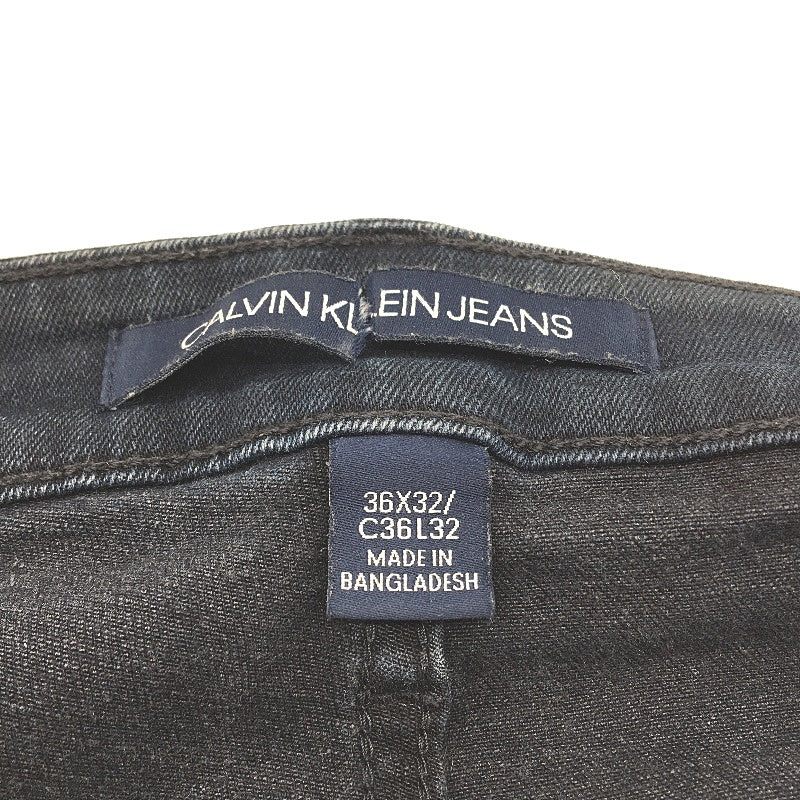 CALVIN KLEIN JEANS
36X32/
C36L32
MADE IN
BANGLADESH